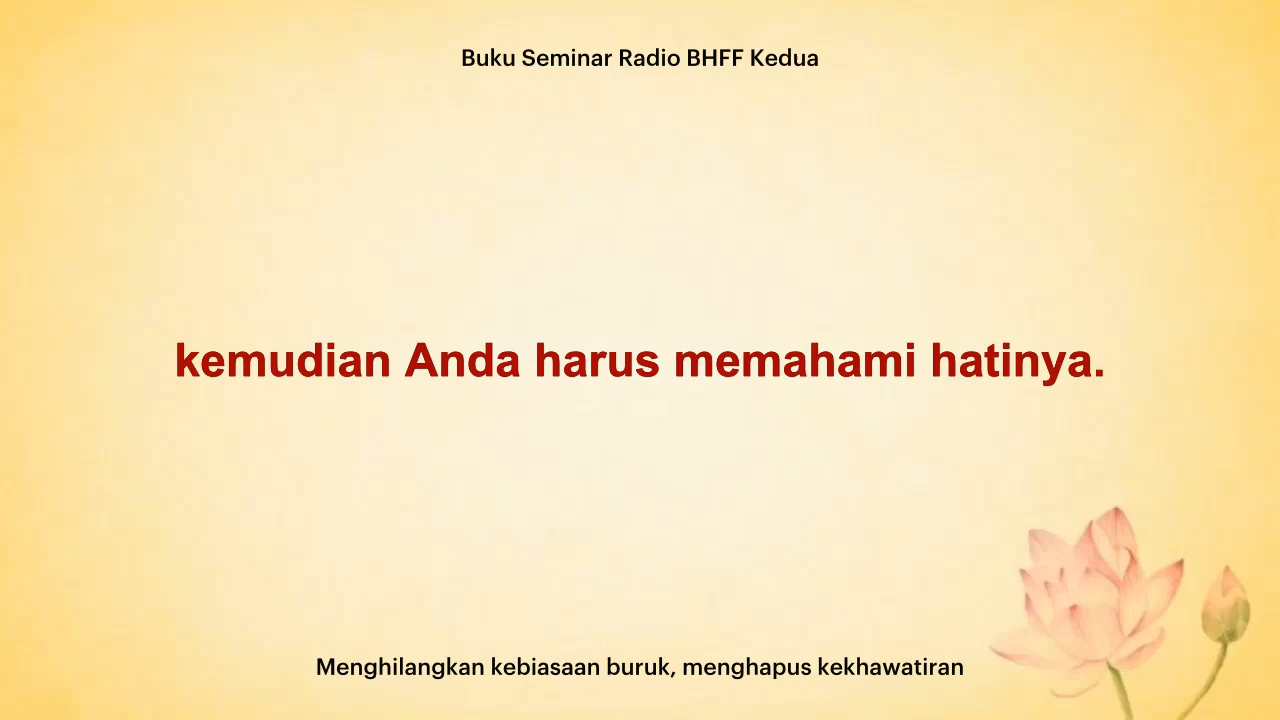 Buku Seminar Radio BHFF Kedua
kemudian Anda harus memahami hatinya.
Menghilangkan kebiasaan buruk, menghapus kekhawatiran